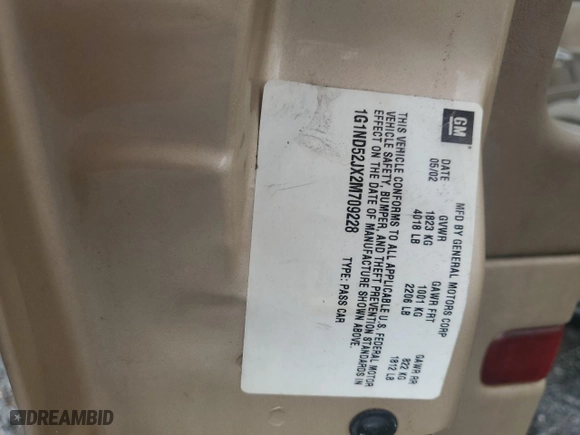 GM
MFD BY GENERAL MOTORS CORP
DATE GVWR GAWR FRT GAWR RR
05/02 1823 KG 1001 KG 822 KG
4018 LB 2206 LB 1812 LB
THIS VEHICLE CONFORMS TO ALL APPLICABLE U.S. FEDERAL MOTOR
VEHICLE SAFETY, BUMPER, AND THEFT PREVENTION STANDARDS IN
EFFECT ON THE DATE OF MANUFACTURE SHOWN ABOVE.
1G1ND52JX2M709228 TYPE: PASS CAR
DREAMBID